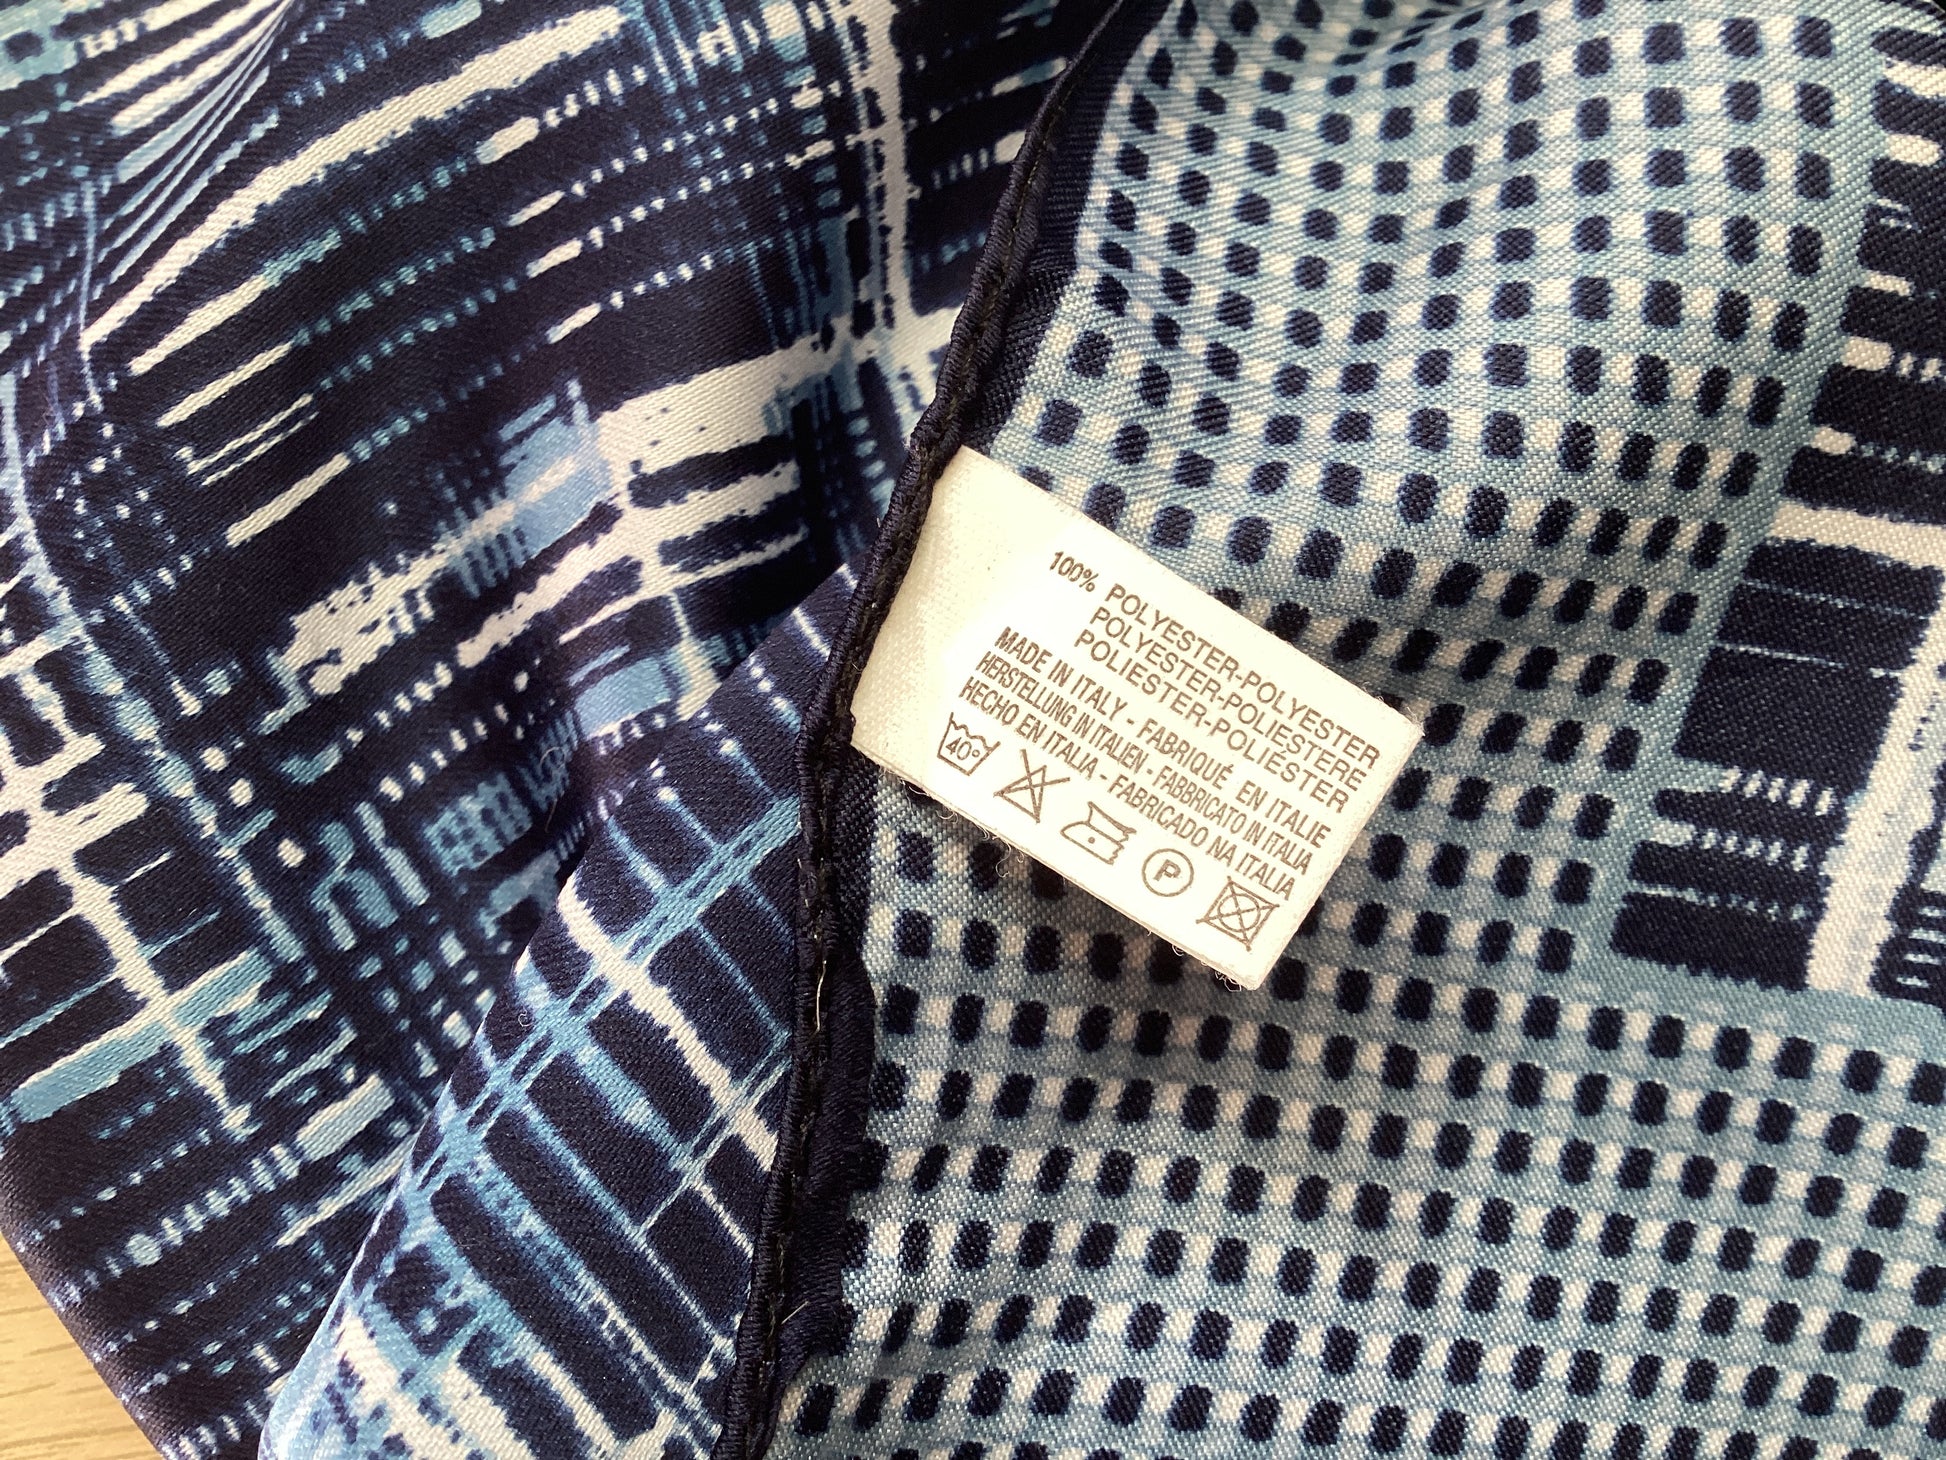 100% POLYESTER-POLYESTER
POLYESTER-POLIESTERE
POLIESTER-POLIESTER
MADE IN ITALY - FABRIQUÉ EN ITALIE
HERSTELLUNG IN ITALIEN - FABBRICATO IN ITALIA
HECHO EN ITALIA - FABRICADO NA ITALIA
40° P